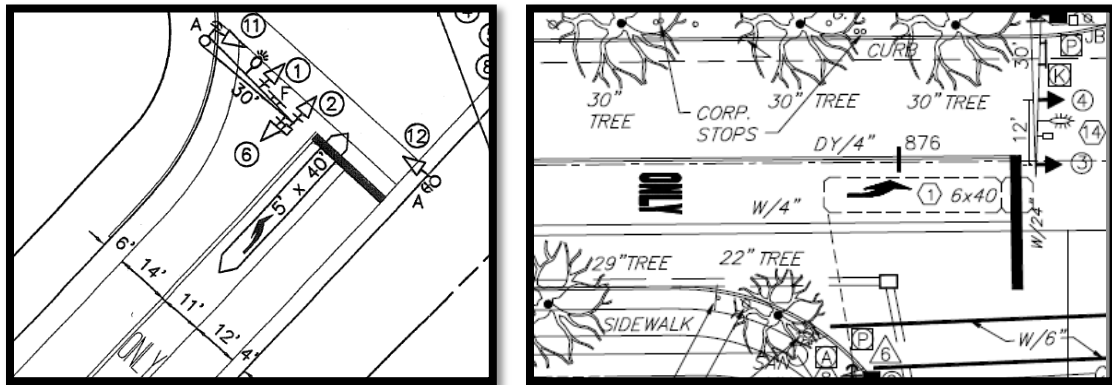 A
11
1
30'
F
2
6
12
A
5' x 40'
6'
14'
11'
12'
4'
ONLY
8
CURB
JB
P
30'
K
30"
TREE
CORP.
STOPS
30" TREE
30" TREE
4
12'
14
DY/4"
876
3
ONLY
1
6x40
W/4"
W/24"
29"TREE
22"TREE
SIDEWALK
P
6
W/6"
SAN
A